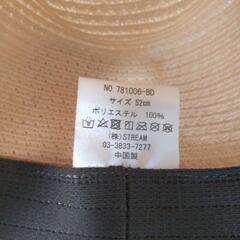 NO. 781006-BD
サイズ 52cm
ポリエステル 100%
(株)STREAM
03-3833-7277
中国製